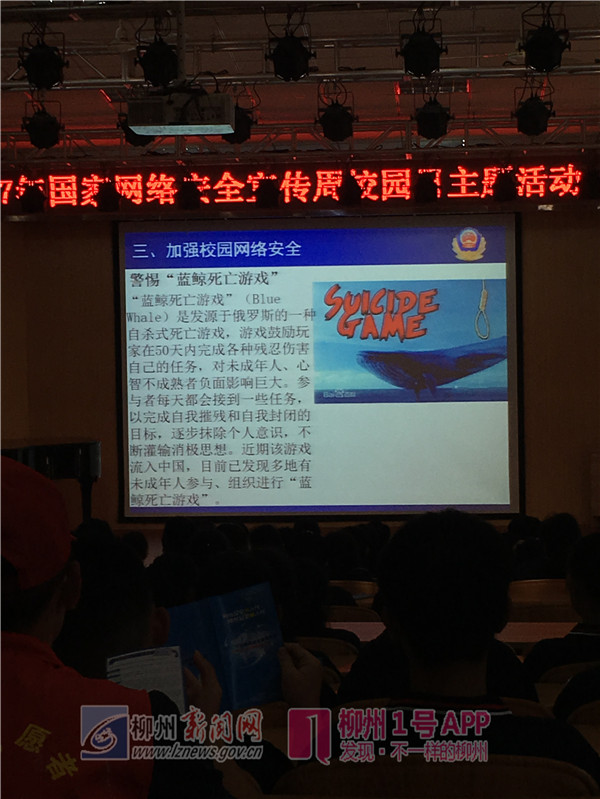 7年国家网络安全宣传周校园日主题活动
三、加强校园网络安全
警惕“蓝鲸死亡游戏”
“蓝鲸死亡游戏”（Blue
Whale）是发源于俄罗斯的一种
自杀式死亡游戏，游戏鼓励玩
家在50天内完成各种残忍伤害
自己的任务，对未成年人、心
智不成熟者负面影响巨大。参
与者每天都会接到一些任务，
以完成自我摧残和自我封闭的
目标，逐步抹除个人意识，不
断灌输消极思想。近期该游戏
流入中国，目前已发现多地有
未成年人参与、组织进行“蓝
鲸死亡游戏”。
SUICIDE
GAME
愿者
柳州新闻网
www.lznews.gov.cn
柳州1号APP
发现·不一样的柳州